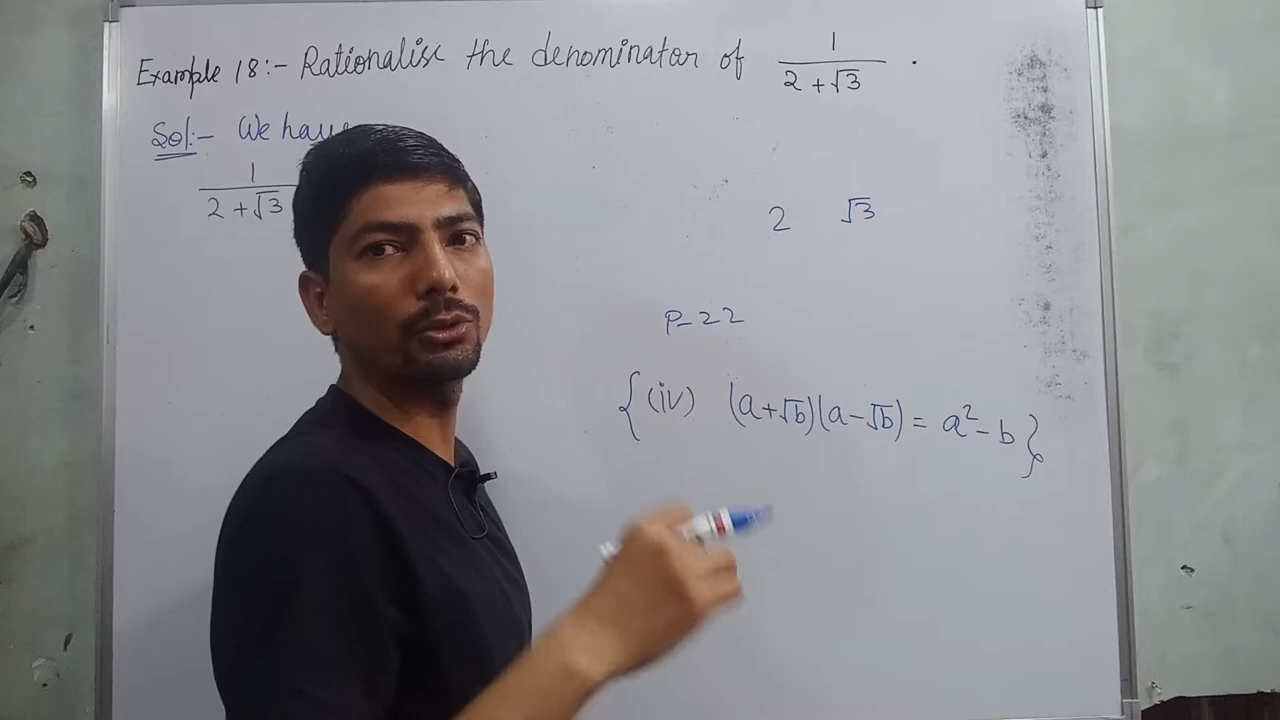 Example 18:- Rationalise the denominator of 1/(2+√3) .
Sol:- We have
1/(2+√3)
2 √3
P-22
{(iv) (a+√b)(a-√b) = a²-b}